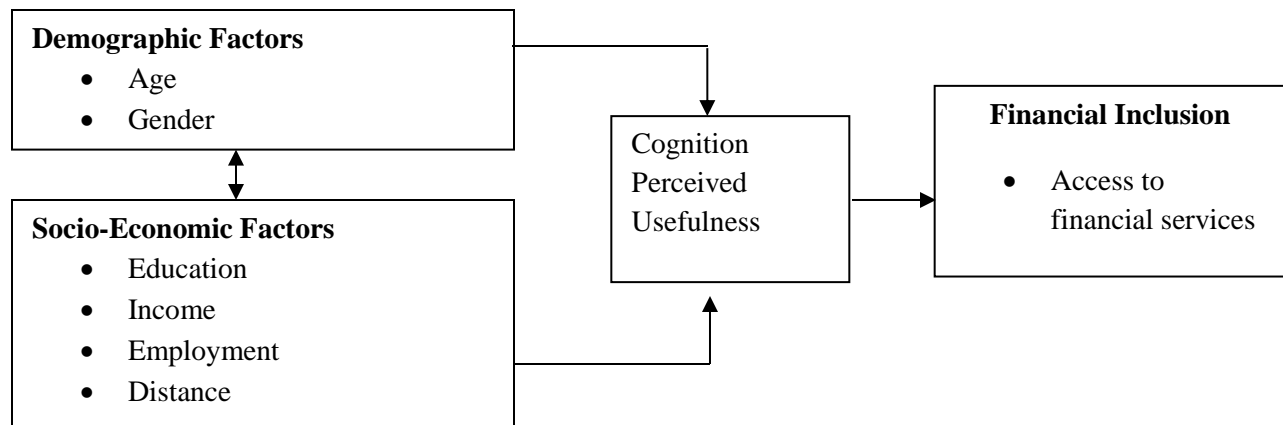 Demographic Factors
• Age
• Gender
Socio-Economic Factors
• Education
• Income
• Employment
• Distance
Cognition
Perceived
Usefulness
Financial Inclusion
• Access to
financial services